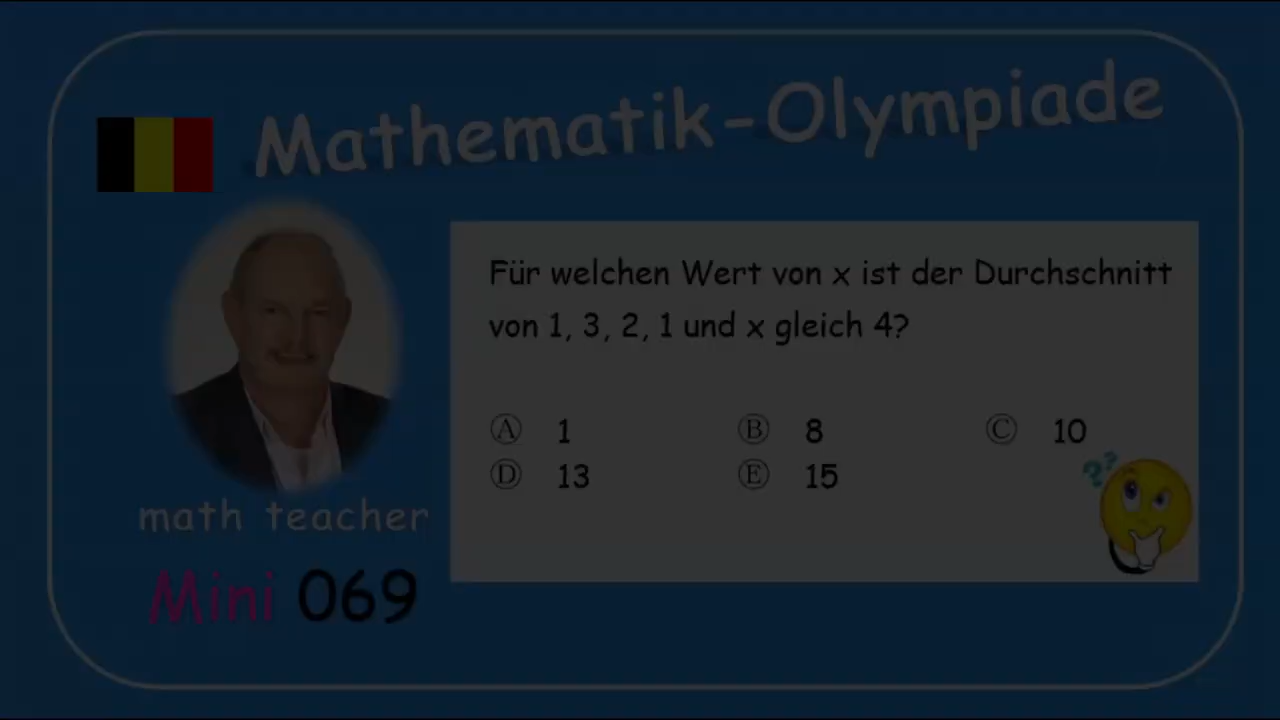 Mathematik-Olympiade
Für welchen Wert von x ist der Durchschnitt
von 1, 3, 2, 1 und x gleich 4?
Ⓐ 1 Ⓑ 8 Ⓒ 10
Ⓓ 13 Ⓔ 15
??
math teacher
Mini 069